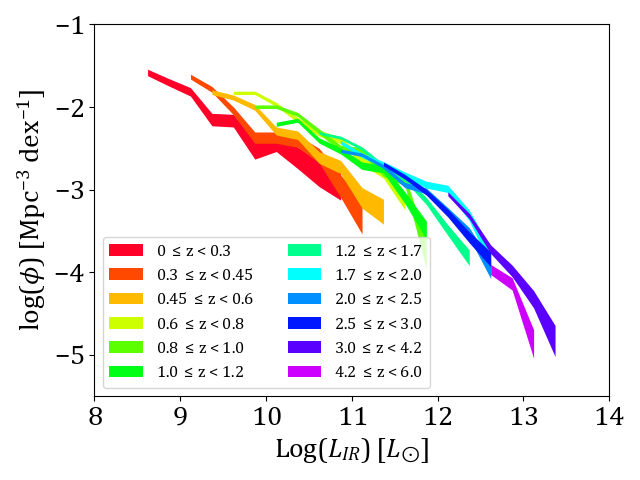 −1
−2
−3
−4
−5
log(ϕ) [Mpc⁻³ dex⁻¹]
0 ≤ z < 0.3
0.3 ≤ z < 0.45
0.45 ≤ z < 0.6
0.6 ≤ z < 0.8
0.8 ≤ z < 1.0
1.0 ≤ z < 1.2
1.2 ≤ z < 1.7
1.7 ≤ z < 2.0
2.0 ≤ z < 2.5
2.5 ≤ z < 3.0
3.0 ≤ z < 4.2
4.2 ≤ z < 6.0
8 9 10 11 12 13 14
Log(L_IR) [L_⊙]